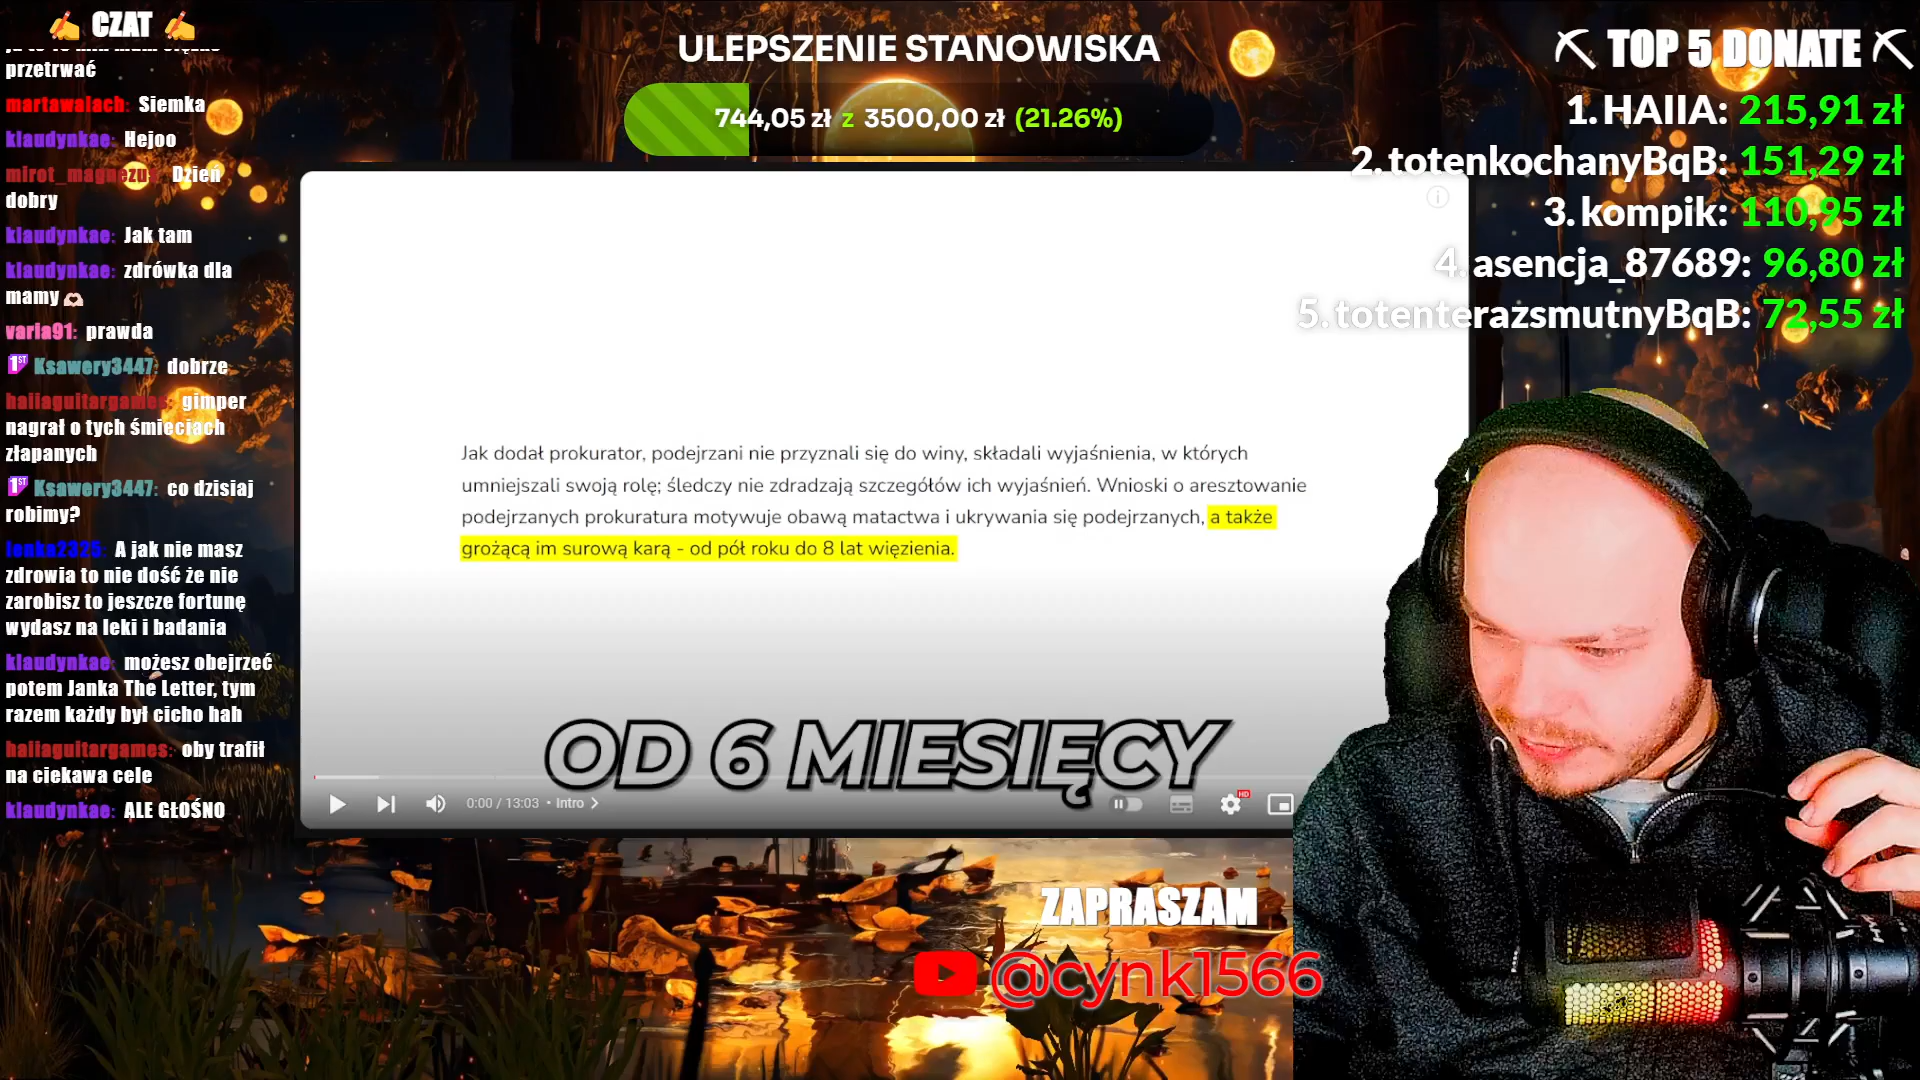 CZAT
przetrwać
martawalach: Siemka
klaudynkae: Hejoo
mirot_magnezu: Dzień
dobry
klaudynkae: Jak tam
klaudynkae: zdrówka dla
mamy
varia91: prawda
1ST Ksawery3447: dobrze
haiiaguitargames: gimper
nagrał o tych śmieciach
złapanych
1ST Ksawery3447: co dzisiaj
robimy?
lenka2325: A jak nie masz
zdrowia to nie dość że nie
zarobisz to jeszcze fortunę
wydasz na leki i badania
klaudynkae: możesz obejrzeć
potem Janka The Letter, tym
razem każdy był cicho hah
haiiaguitargames: oby trafił
na ciekawa cele
klaudynkae: ALE GŁOŚNO
ULEPSZENIE STANOWISKA
744,05 zł z 3500,00 zł (21.26%)
Jak dodał prokurator, podejrzani nie przyznali się do winy, składali wyjaśnienia, w których
umniejszali swoją rolę; śledczy nie zdradzają szczegółów ich wyjaśnień. Wnioski o aresztowanie
podejrzanych prokuratura motywuje obawą matactwa i ukrywania się podejrzanych, a także
grożącą im surową karą - od pół roku do 8 lat więzienia.
OD 6 MIESIĘCY
0:00 / 13:03 • Intro
HD
ZAPRASZAM
@cynk1566
TOP 5 DONATE
1. HAIIA: 215,91 zł
2. totenkochanyBqB: 151,29 zł
3. kompik: 110,95 zł
4. asencja_87689: 96,80 zł
5. totenterazsmutnyBqB: 72,55 zł